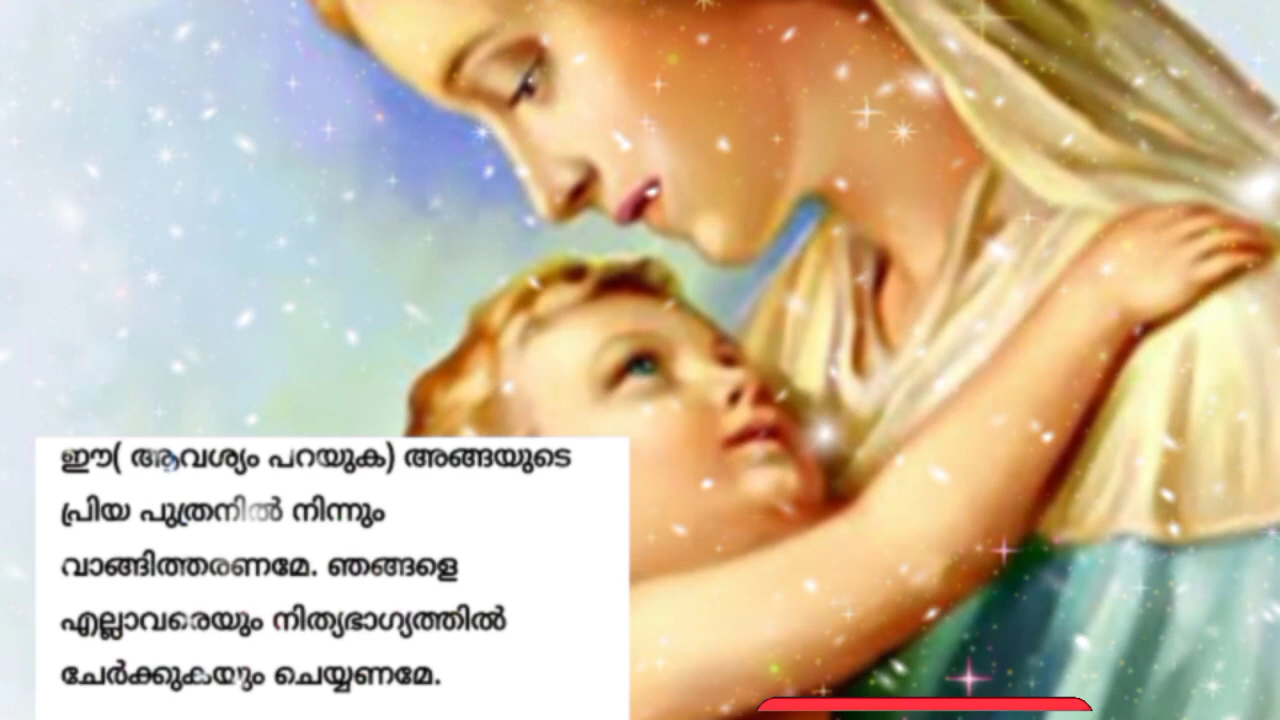 ഈ( ആവശ്യം പറയുക) അങ്ങയുടെ
പ്രിയ പുത്രനിൽ നിന്നും
വാങ്ങിത്തരണമേ. ഞങ്ങളെ
എല്ലാവരെയും നിത്യഭാഗ്യത്തിൽ
ചേർക്കുകയും ചെയ്യണമേ.